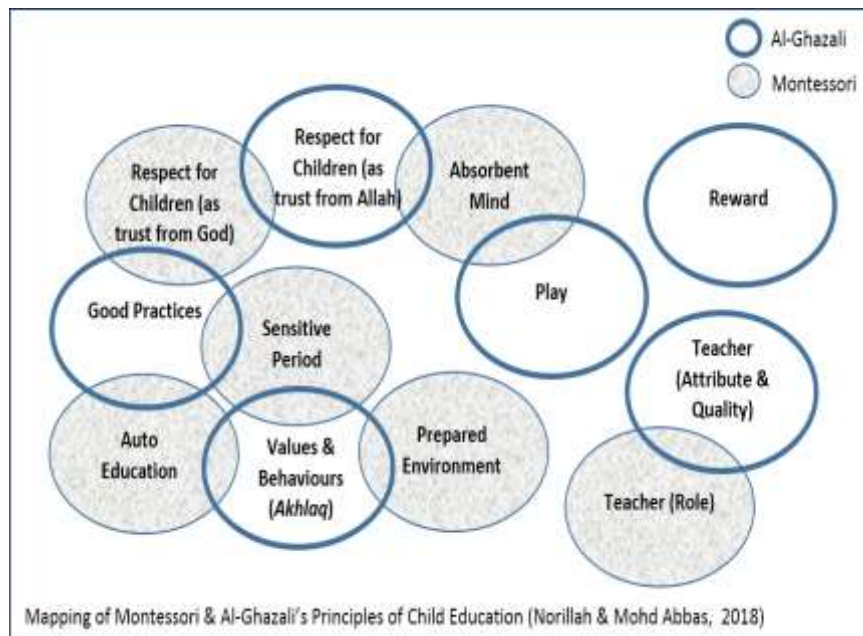 Al-Ghazali
Montessori
Respect for
Children (as
trust from God)
Respect for
Children (as
trust from Allah)
Absorbent
Mind
Reward
Good Practices
Sensitive
Period
Play
Teacher
(Attribute &
Quality)
Auto
Education
Values &
Behaviours
(Akhlaq)
Prepared
Environment
Teacher (Role)
Mapping of Montessori & Al-Ghazali's Principles of Child Education (Norillah & Mohd Abbas, 2018)